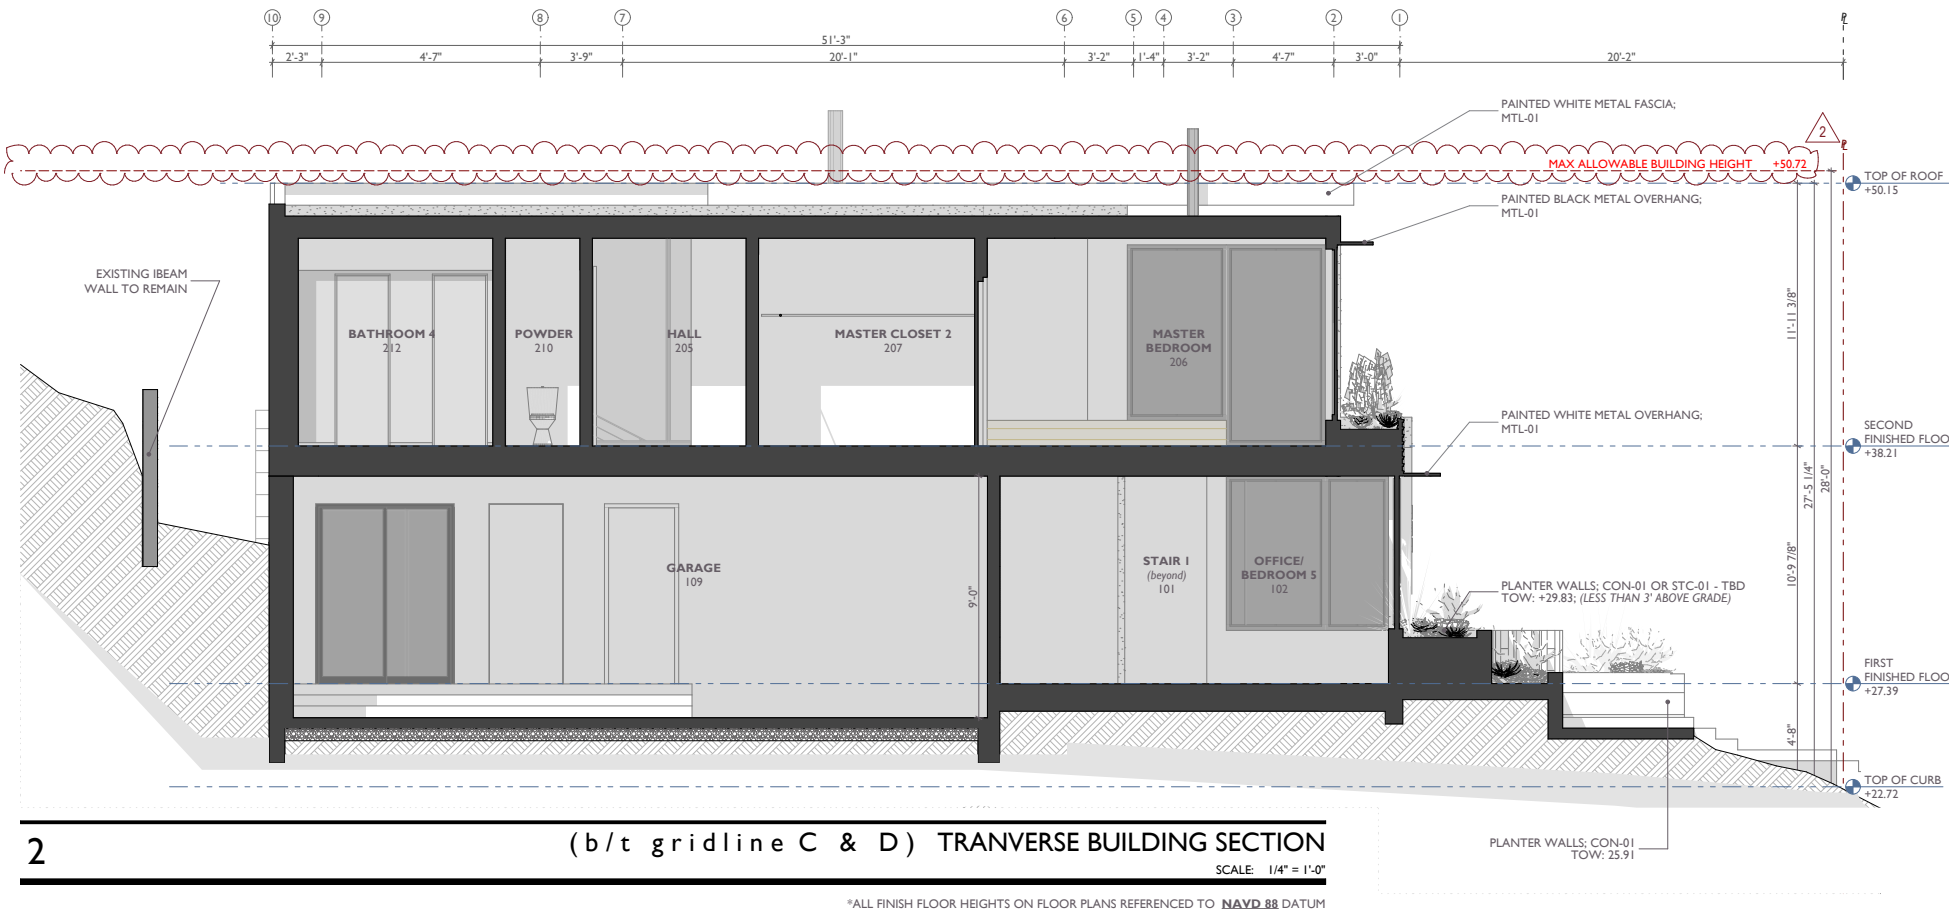 10 9 8 7 6 5 4 3 2 1
51'-3"
2'-3" 4'-7" 3'-9" 20'-1" 3'-2" 1'-4" 3'-2" 4'-7" 3'-0" 20'-2"
PAINTED WHITE METAL FASCIA;
MTL-01
2
MAX ALLOWABLE BUILDING HEIGHT +50.72
TOP OF ROOF
+50.15
PAINTED BLACK METAL OVERHANG;
MTL-01
EXISTING IBEAM
WALL TO REMAIN
11'-11 3/8"
BATHROOM 4
212
POWDER
210
HALL
205
MASTER CLOSET 2
207
MASTER
BEDROOM
206
PAINTED WHITE METAL OVERHANG;
MTL-01
SECOND
FINISHED FLOO
+38.21
27'-5 1/4"
28'-0"
GARAGE
109
9'-0"
STAIR 1
(beyond)
101
OFFICE/
BEDROOM 5
102
10'-9 7/8"
PLANTER WALLS; CON-01 OR STC-01 - TBD
TOW: +29.83; (LESS THAN 3' ABOVE GRADE)
FIRST
FINISHED FLOO
+27.39
4'-8"
TOP OF CURB
+22.72
PLANTER WALLS; CON-01
TOW: 25.91
2
(b/t gridline C & D) TRANVERSE BUILDING SECTION
SCALE: 1/4" = 1'-0"
*ALL FINISH FLOOR HEIGHTS ON FLOOR PLANS REFERENCED TO NAVD 88 DATUM